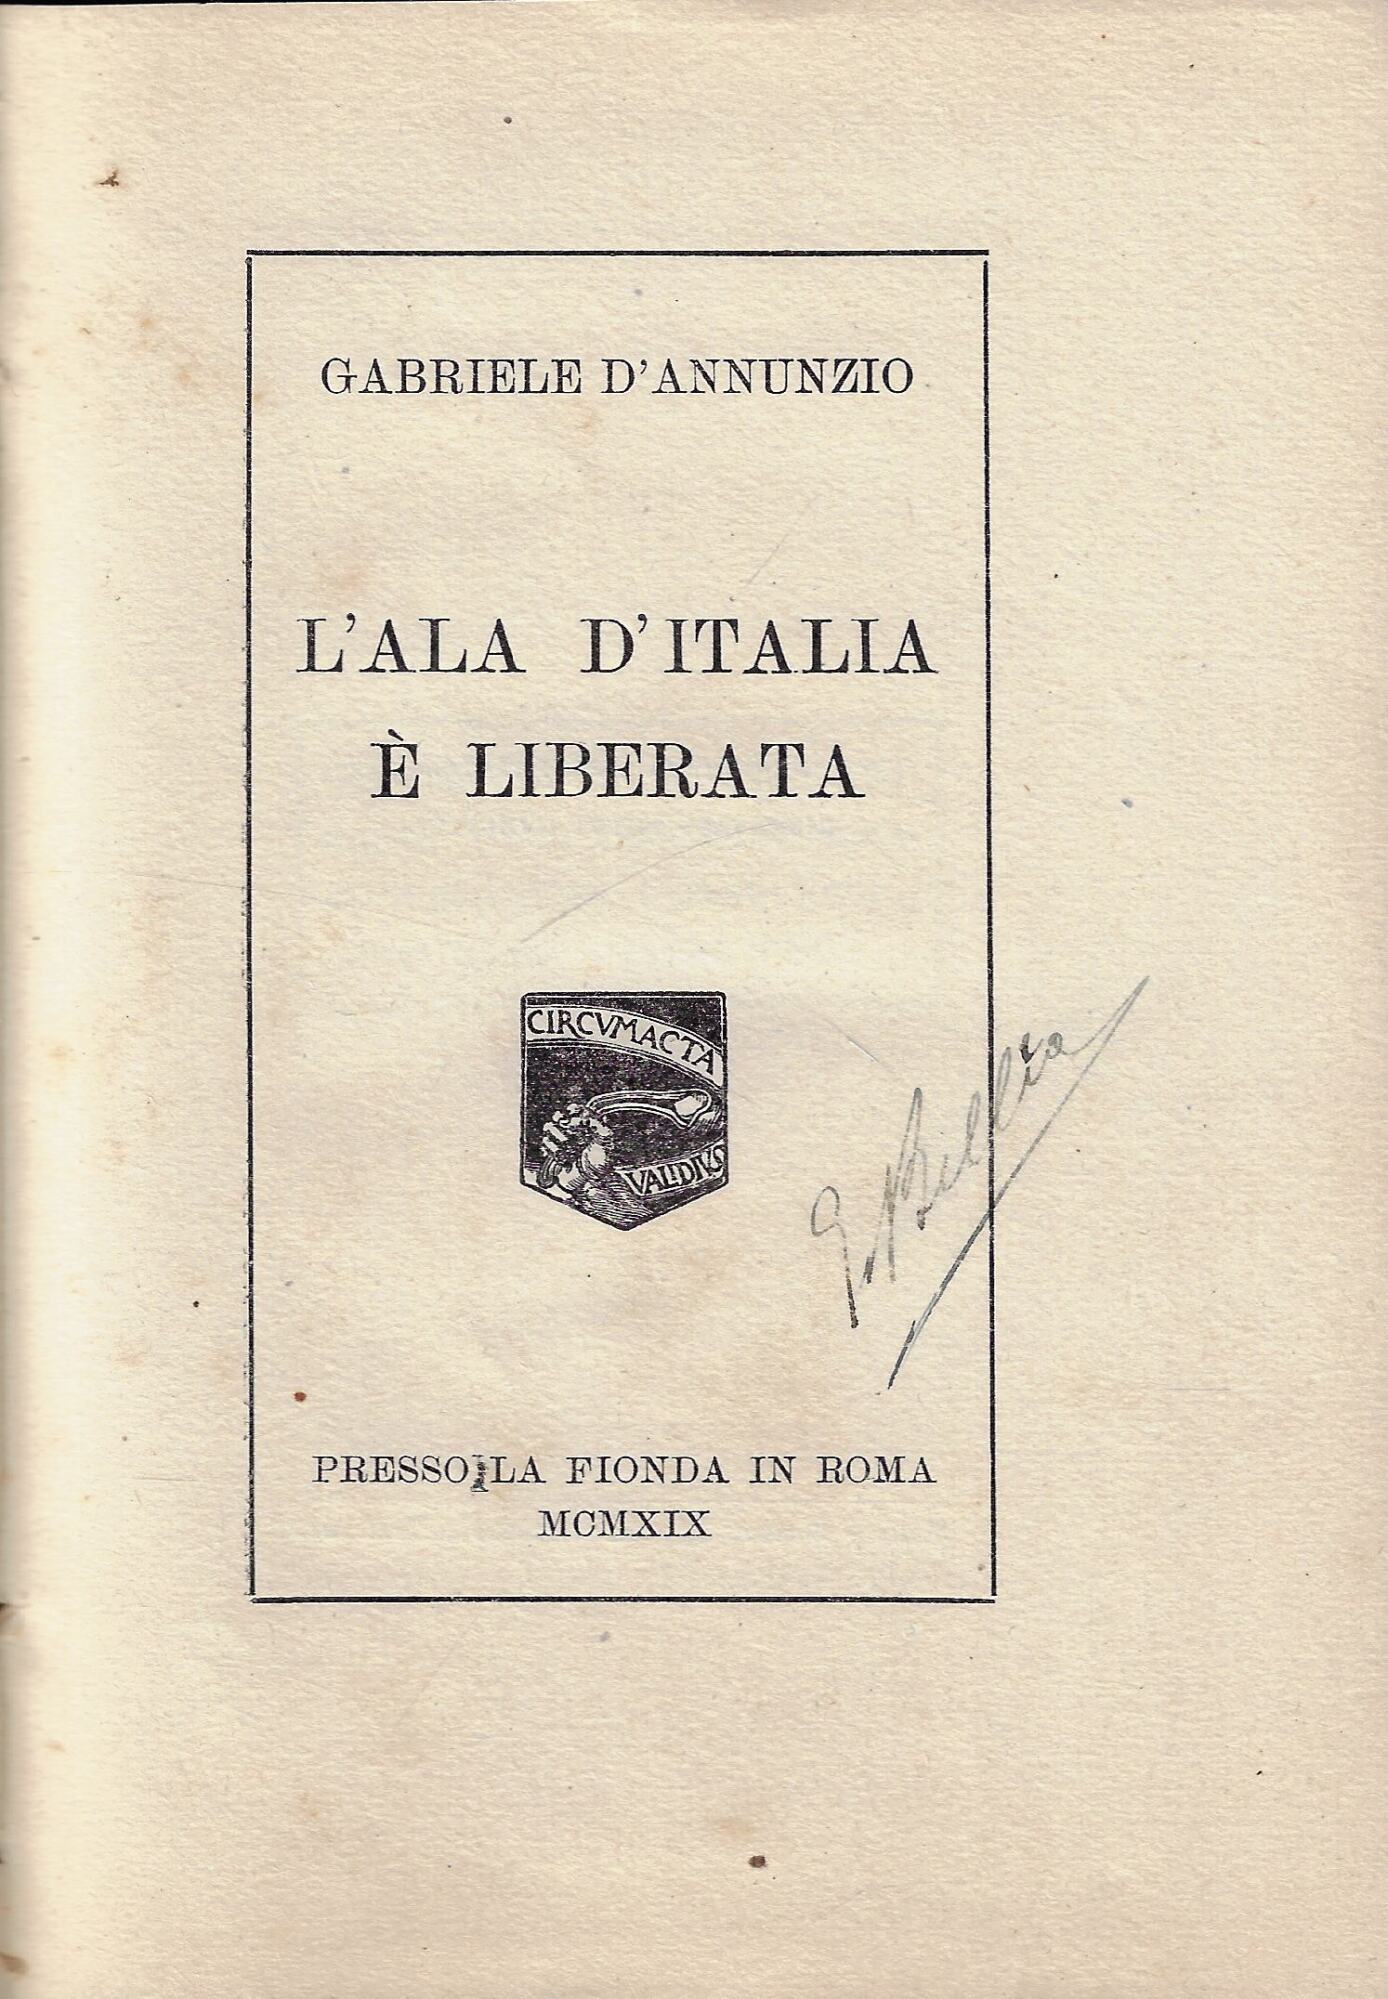 GABRIELE D'ANNUNZIO
L'ALA D'ITALIA
È LIBERATA
CIRCVMACTA
VALIDIVS
PRESSO LA FIONDA IN ROMA
MCMXIX